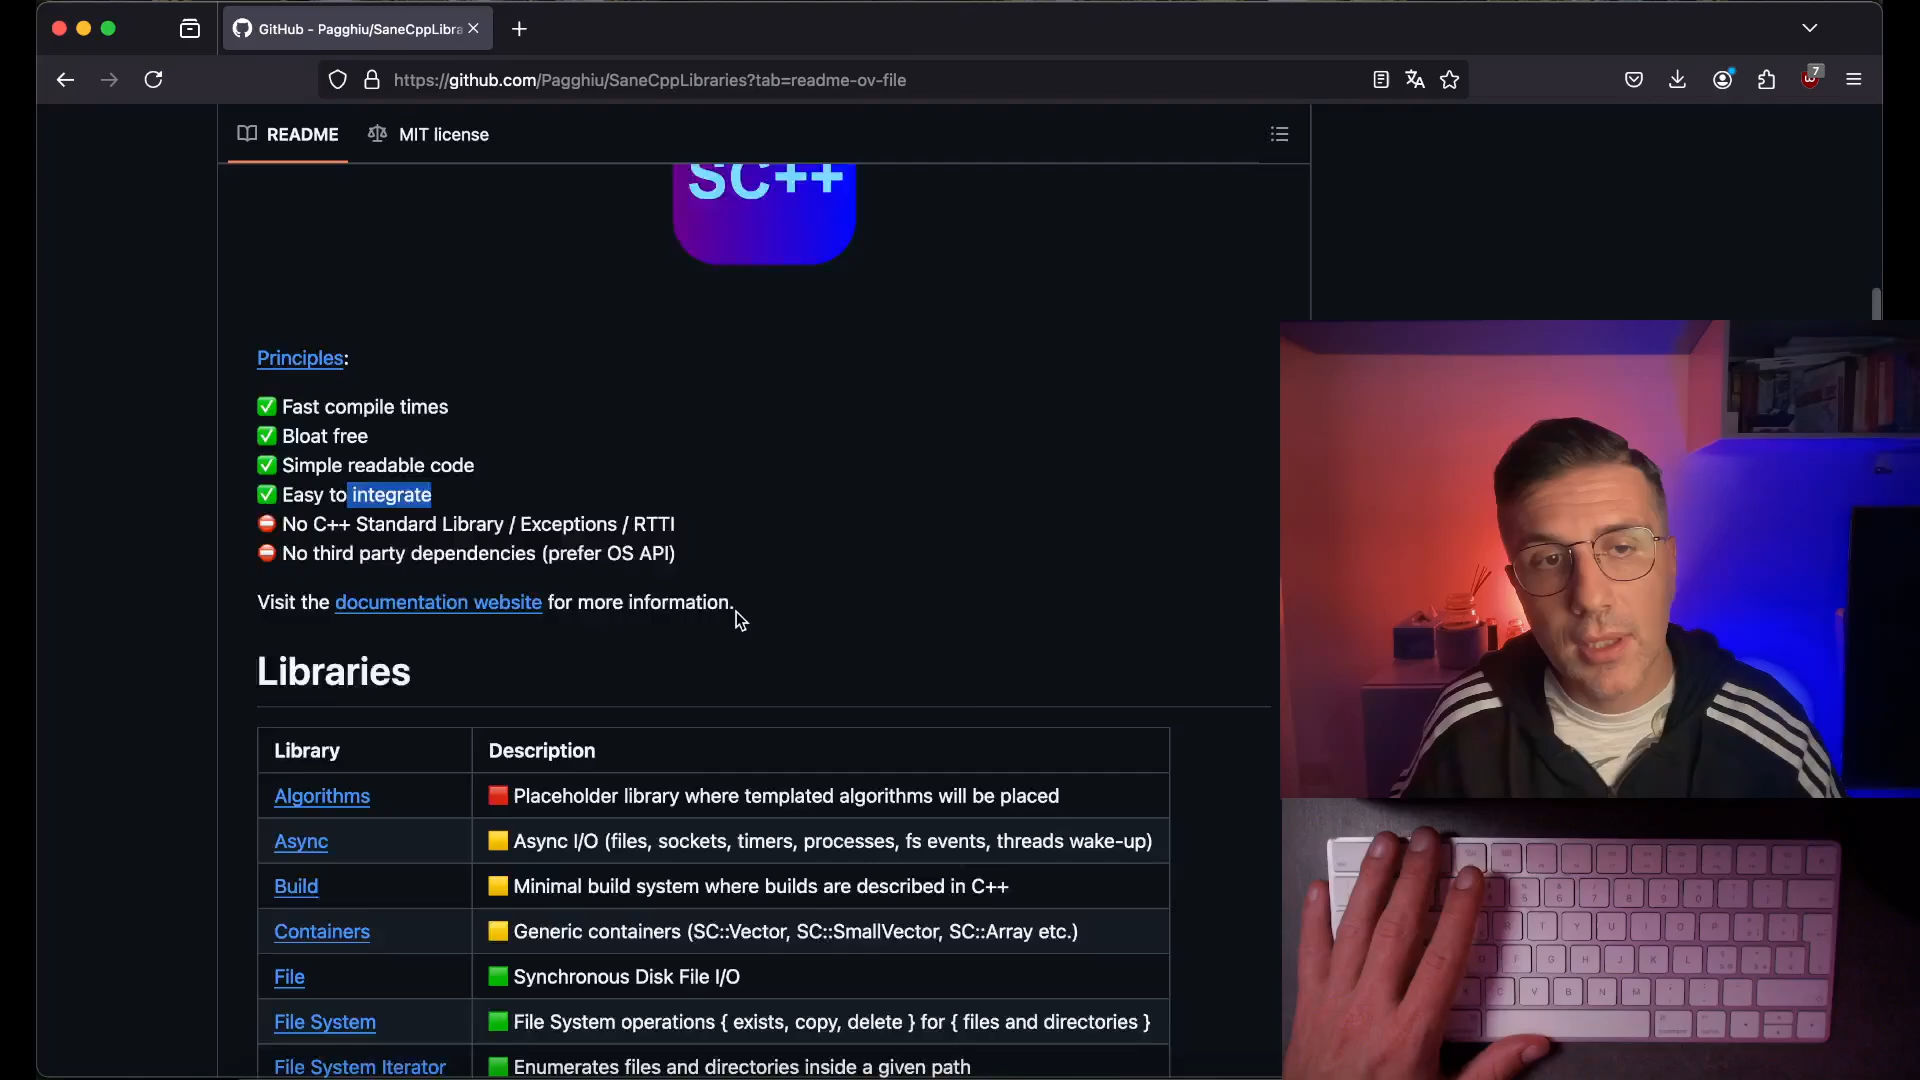 GitHub - Pagghiu/SaneCppLibra
https://github.com/Pagghiu/SaneCppLibraries?tab=readme-ov-file
7
README
MIT license
SC++
Principles:
✅ Fast compile times
✅ Bloat free
✅ Simple readable code
✅ Easy to integrate
⛔ No C++ Standard Library / Exceptions / RTTI
⛔ No third party dependencies (prefer OS API)
Visit the documentation website for more information.
Libraries
Library Description
Algorithms 🟥 Placeholder library where templated algorithms will be placed
Async 🟨 Async I/O (files, sockets, timers, processes, fs events, threads wake-up)
Build 🟨 Minimal build system where builds are described in C++
Containers 🟨 Generic containers (SC::Vector, SC::SmallVector, SC::Array etc.)
File 🟩 Synchronous Disk File I/O
File System 🟩 File System operations { exists, copy, delete } for { files and directories }
File System Iterator 🟩 Enumerates files and directories inside a given path